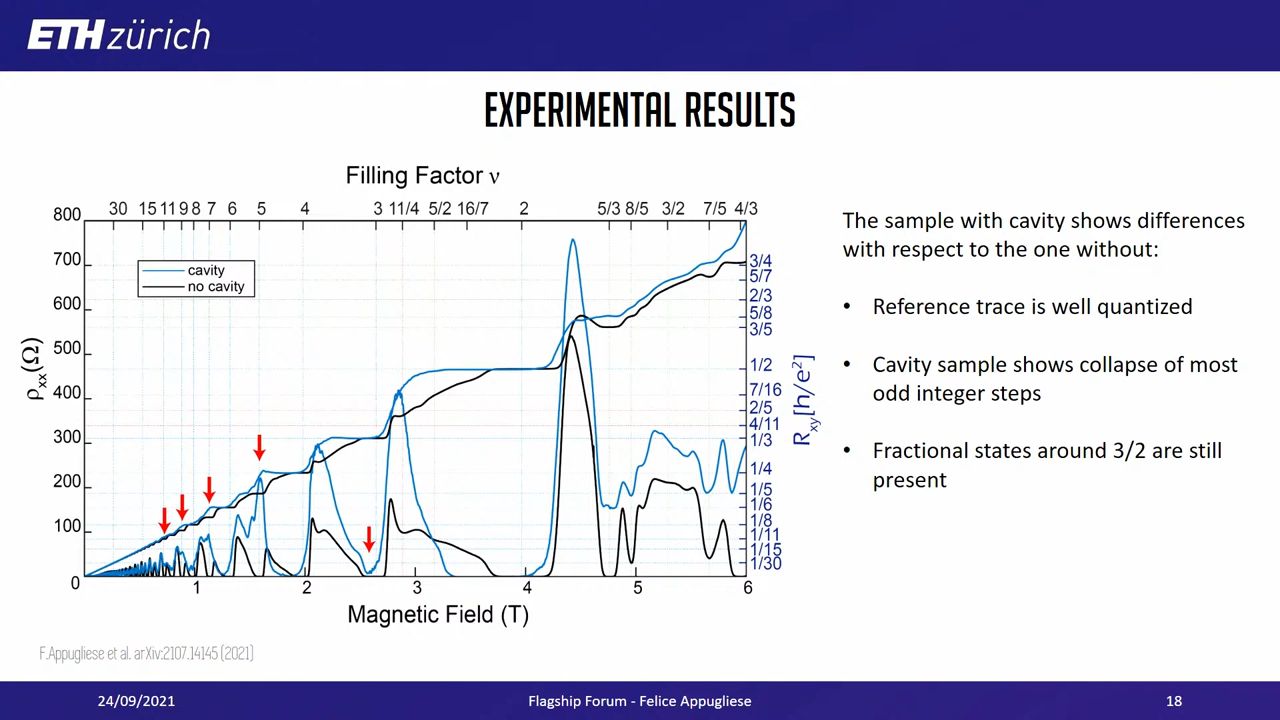 ETH zürich
EXPERIMENTAL RESULTS
Filling Factor ν
30 15 11 9 8 7 6 5 4 3 11/4 5/2 16/7 2 5/3 8/5 3/2 7/5 4/3
800
700
600
500
400
300
200
100
0
ρxx(Ω)
cavity
no cavity
3/4
5/7
2/3
5/8
3/5
1/2
7/16
2/5
4/11
1/3
1/4
1/5
1/6
1/8
1/11
1/15
1/30
Rxy[h/e²]
1 2 3 4 5 6
Magnetic Field (T)
The sample with cavity shows differences
with respect to the one without:
• Reference trace is well quantized
• Cavity sample shows collapse of most
odd integer steps
• Fractional states around 3/2 are still
present
F.Appugliese et al. arXiv:2107.14145 (2021)
24/09/2021
Flagship Forum - Felice Appugliese
18